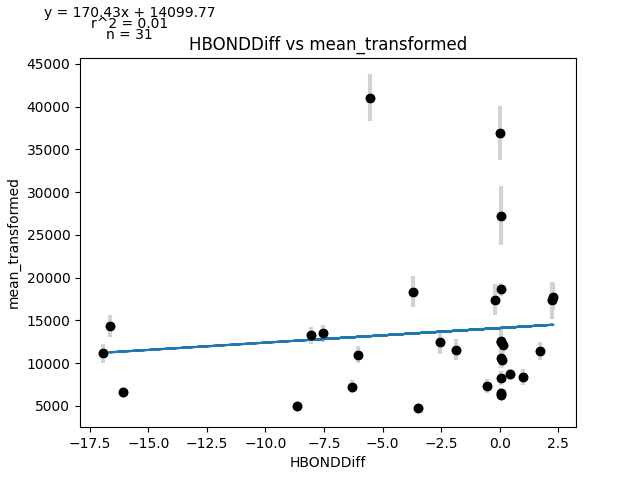 y = 170.43x + 14099.77
r^2 = 0.01
n = 31
HBONDDiff vs mean_transformed
45000
40000
35000
30000
25000
20000
15000
10000
5000
mean_transformed
−17.5 −15.0 −12.5 −10.0 −7.5 −5.0 −2.5 0.0 2.5
HBONDDiff